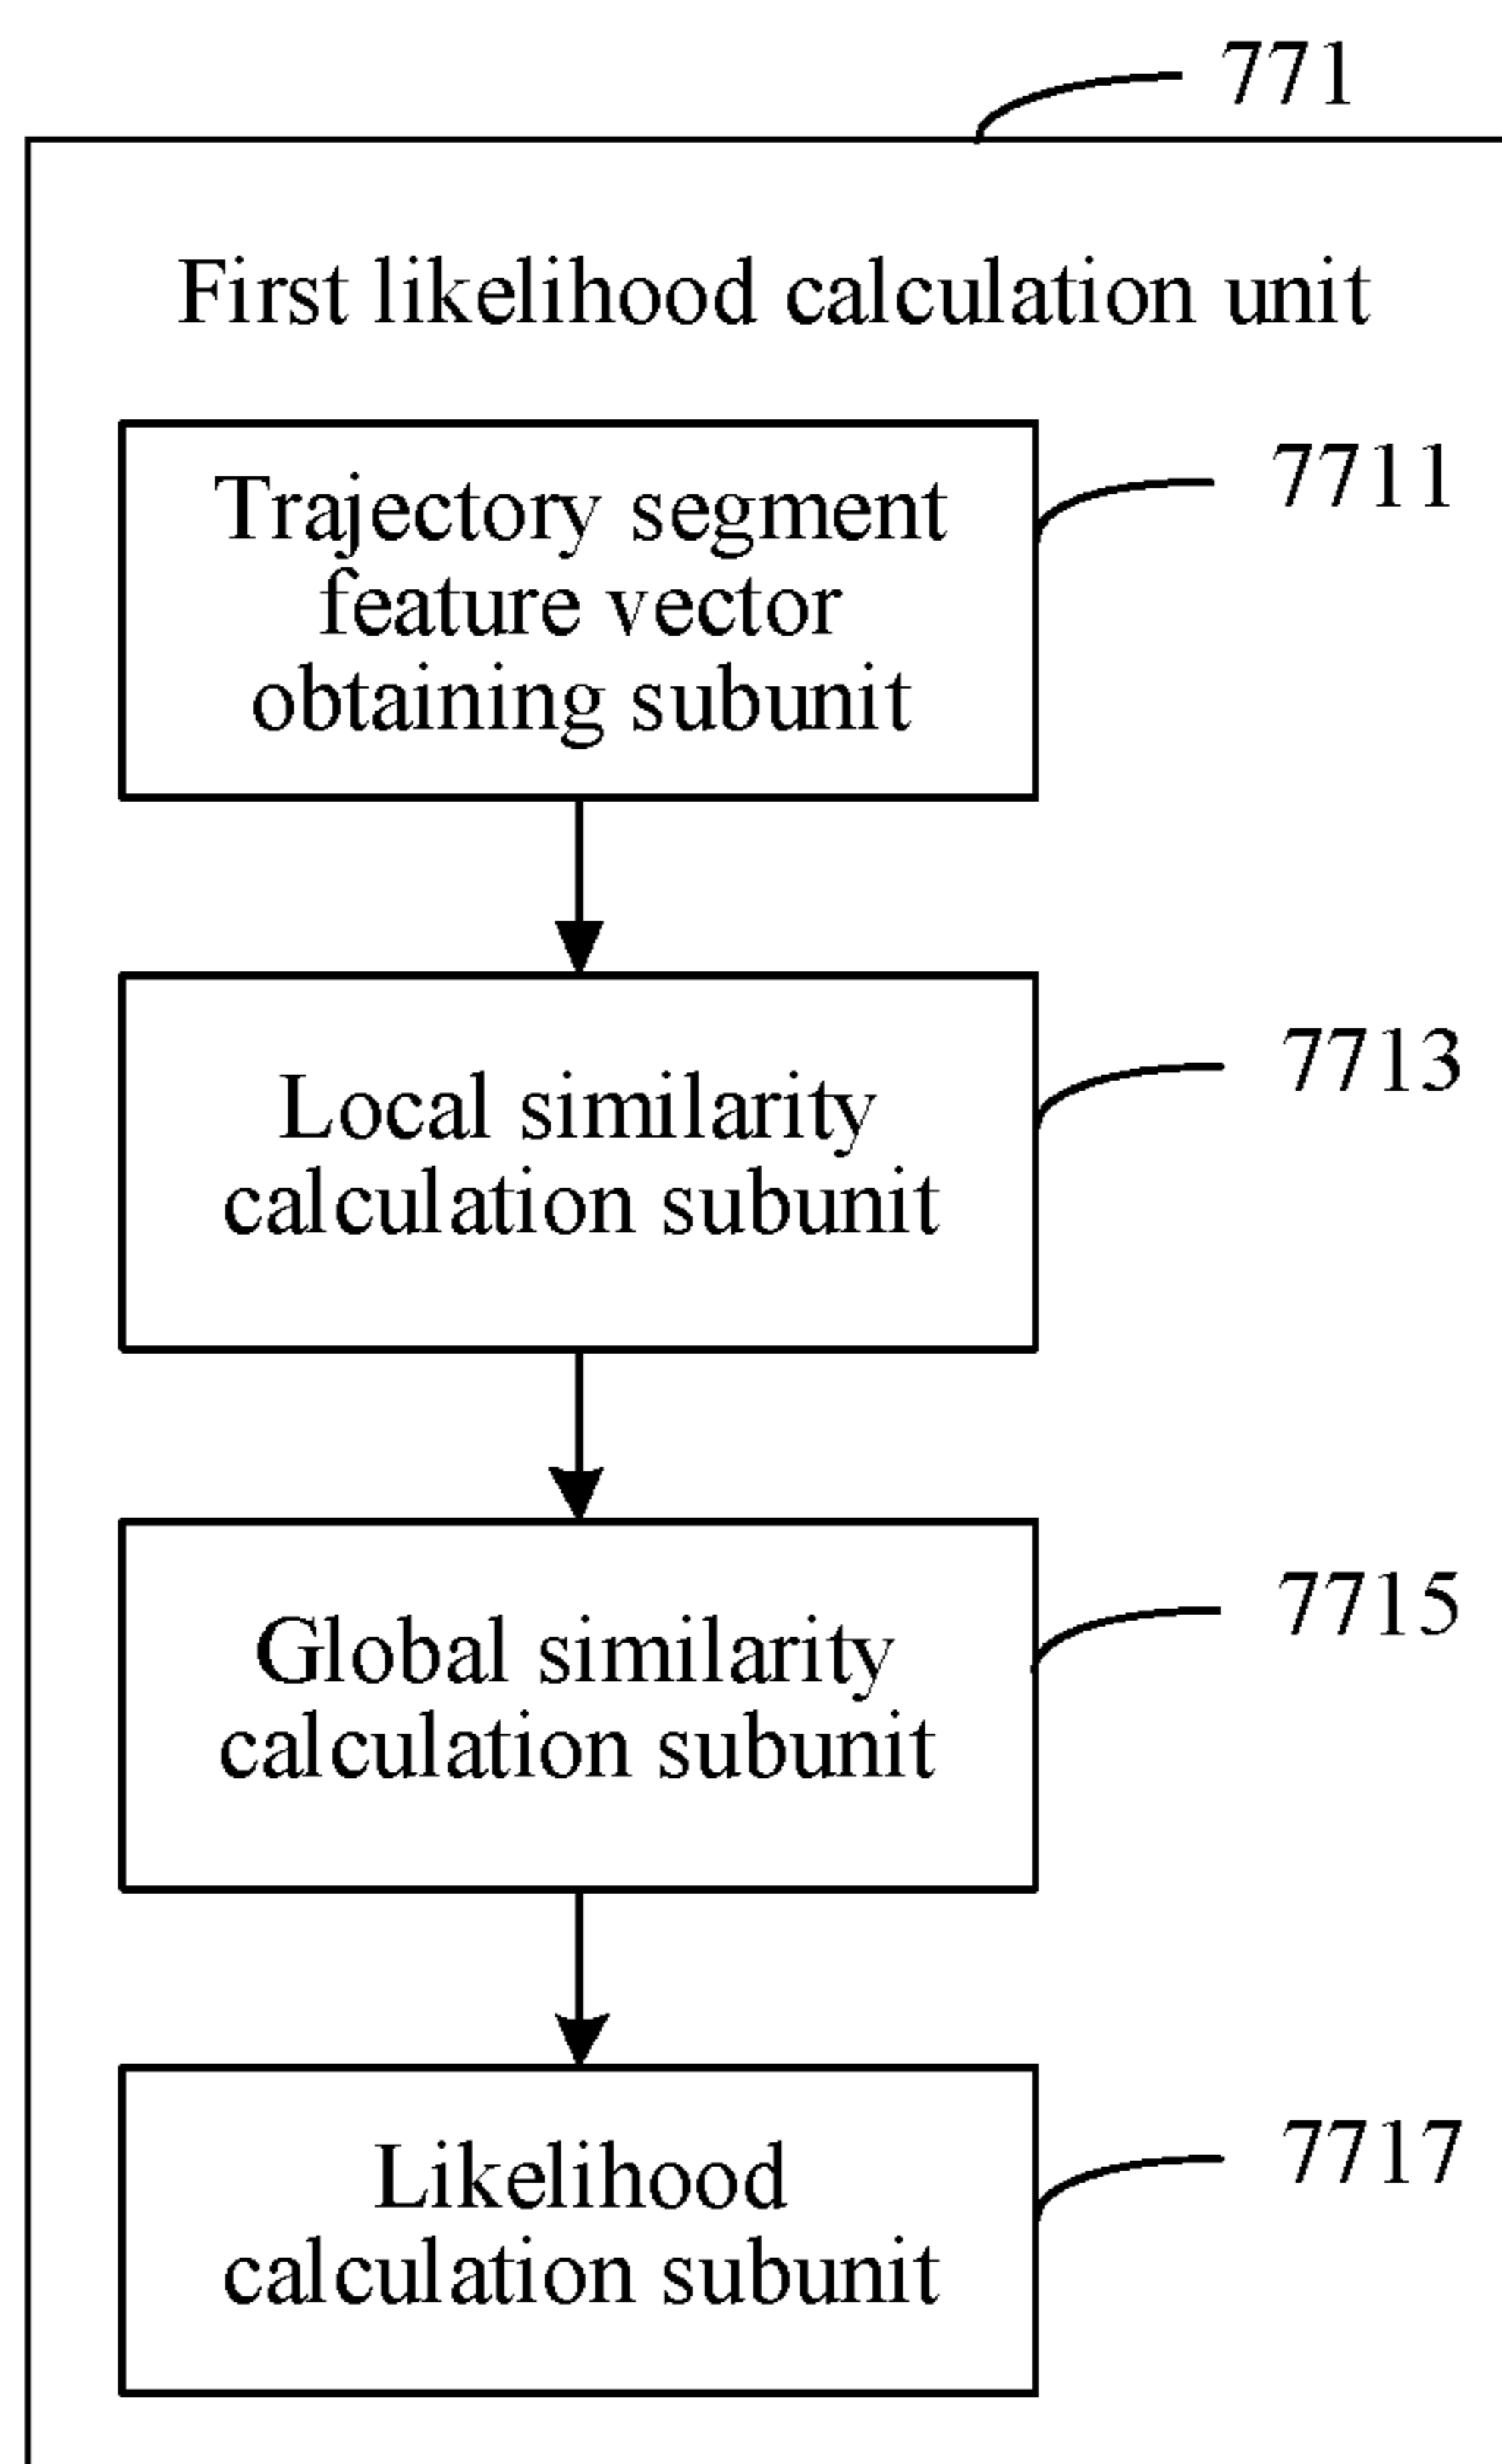 771
First likelihood calculation unit
Trajectory segment
feature vector
obtaining subunit
7711
Local similarity
calculation subunit
7713
Global similarity
calculation subunit
7715
Likelihood
calculation subunit
7717